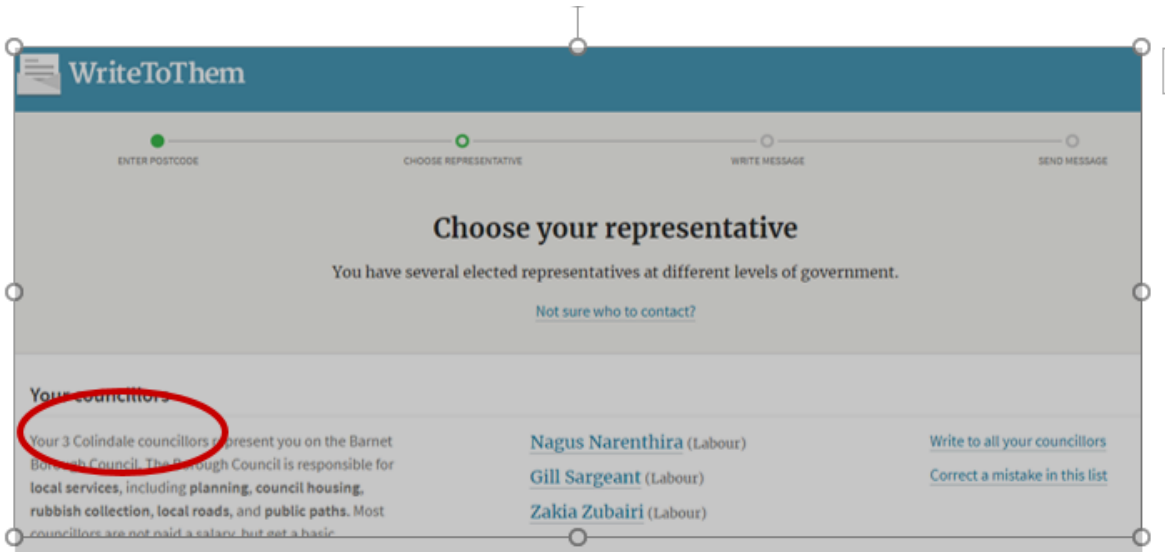 WriteToThem
ENTER POSTCODE
CHOOSE REPRESENTATIVE
WRITE MESSAGE
SEND MESSAGE
Choose your representative
You have several elected representatives at different levels of government.
Not sure who to contact?
Your councillors
Your 3 Colindale councillors represent you on the Barnet
Borough Council. The Borough Council is responsible for
local services, including planning, council housing,
rubbish collection, local roads, and public paths. Most
councillors are not paid a salary, but get a basic
Nagus Narenthira (Labour)
Gill Sargeant (Labour)
Zakia Zubairi (Labour)
Write to all your councillors
Correct a mistake in this list